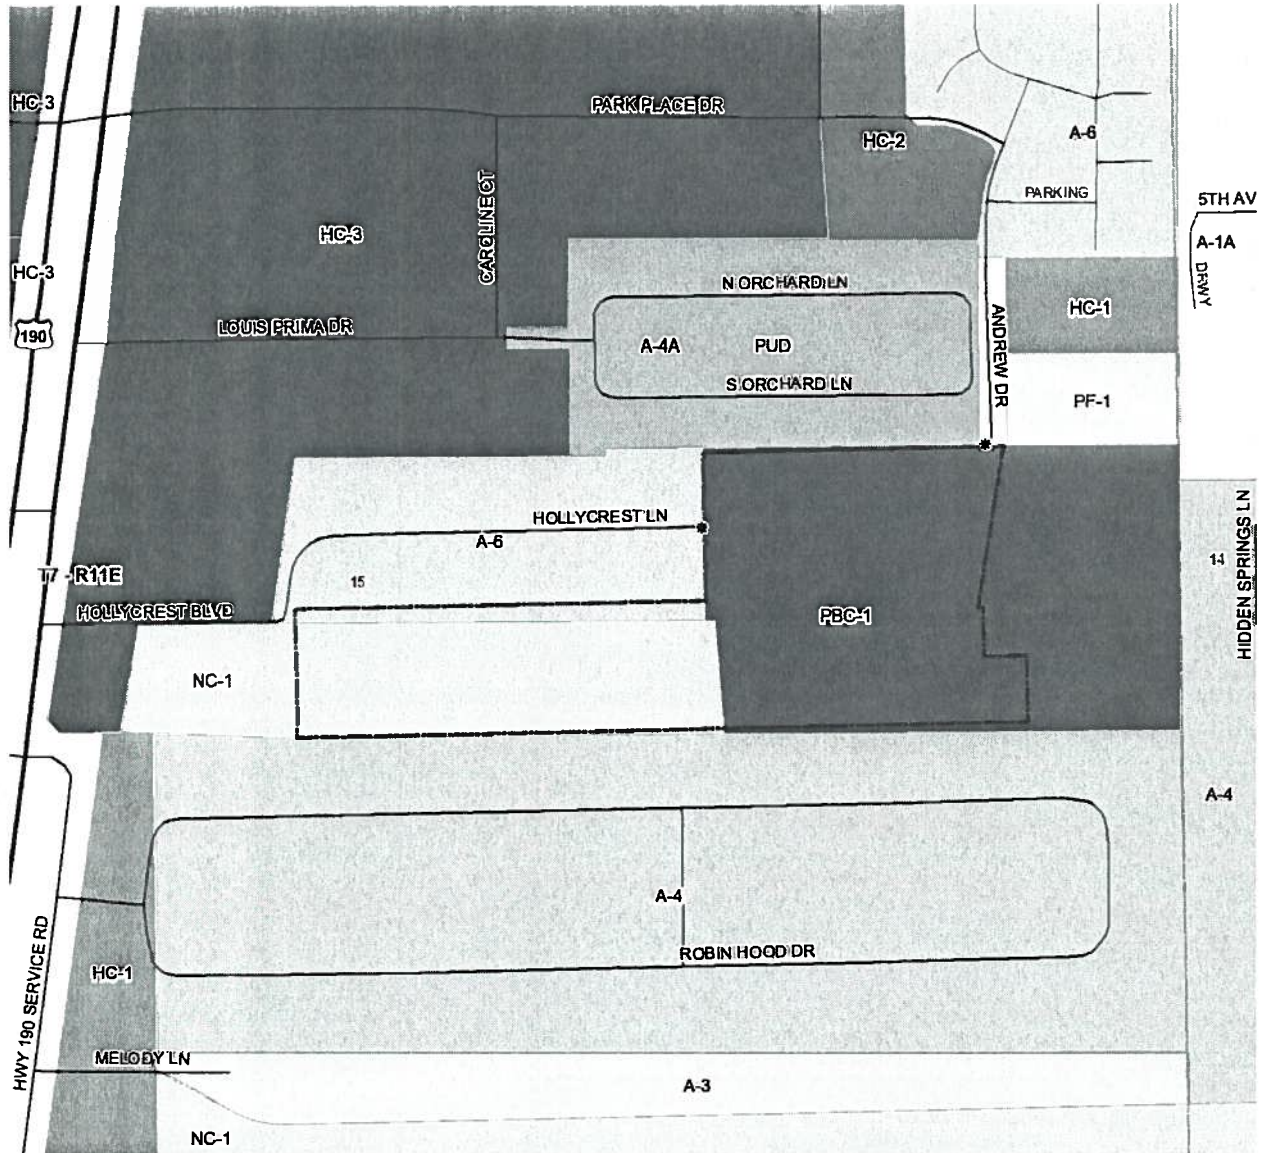 HC-3
PARK PLACE DR
HC-2
A-6
PARKING
5TH AV
A-1A
DRWY
HC-3
CAROLINE CT
HC-3
N ORCHARD LN
HC-1
190
LOUIS PRIMA DR
A-4A
PUD
ANDREW DR
S ORCHARD LN
PF-1
HOLLYCREST LN
A-6
HIDDEN SPRINGS LN
14
T7 - R11E
15
HOLLYCREST BLVD
PBC-1
NC-1
A-4
A-4
ROBIN HOOD DR
HC-1
HWY 190 SERVICE RD
MELODY LN
A-3
NC-1